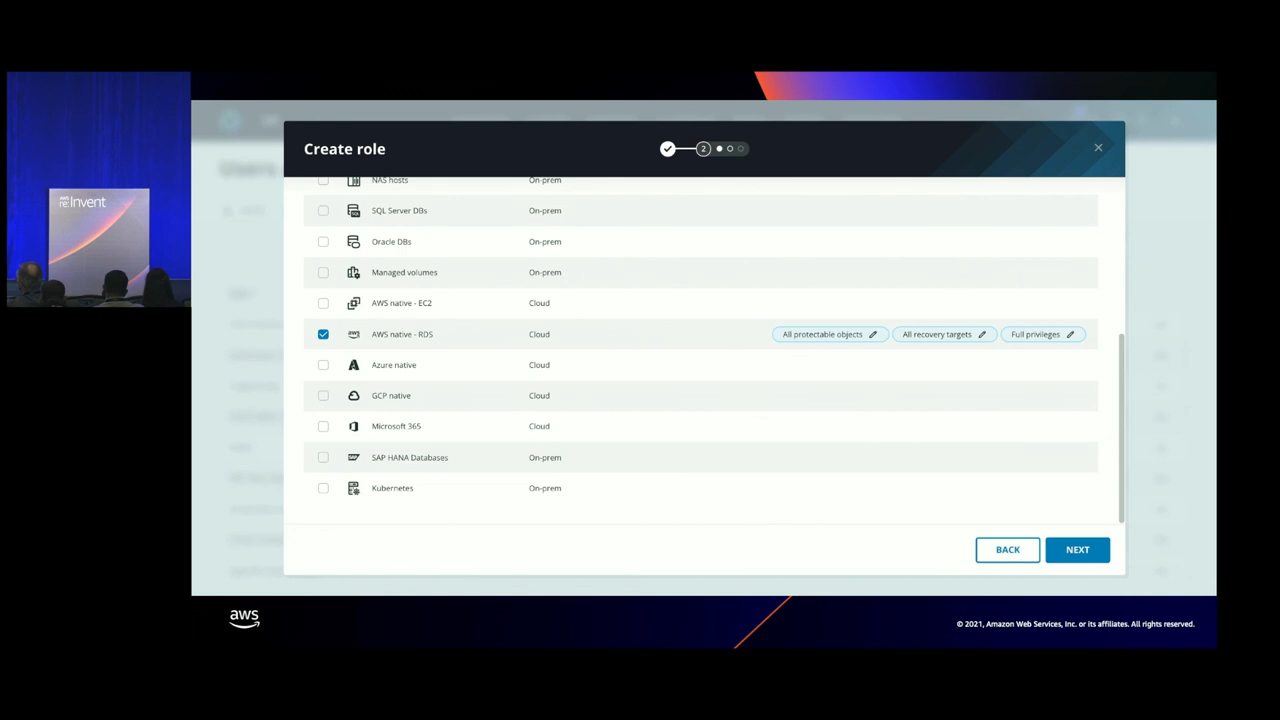 aws
re:Invent
Create role
2
NAS hosts On-prem
SQL Server DBs On-prem
Oracle DBs On-prem
Managed volumes On-prem
AWS native - EC2 Cloud
AWS native - RDS Cloud All protectable objects All recovery targets Full privileges
Azure native Cloud
GCP native Cloud
Microsoft 365 Cloud
SAP HANA Databases On-prem
Kubernetes On-prem
BACK NEXT
aws
© 2021, Amazon Web Services, Inc. or its affiliates. All rights reserved.